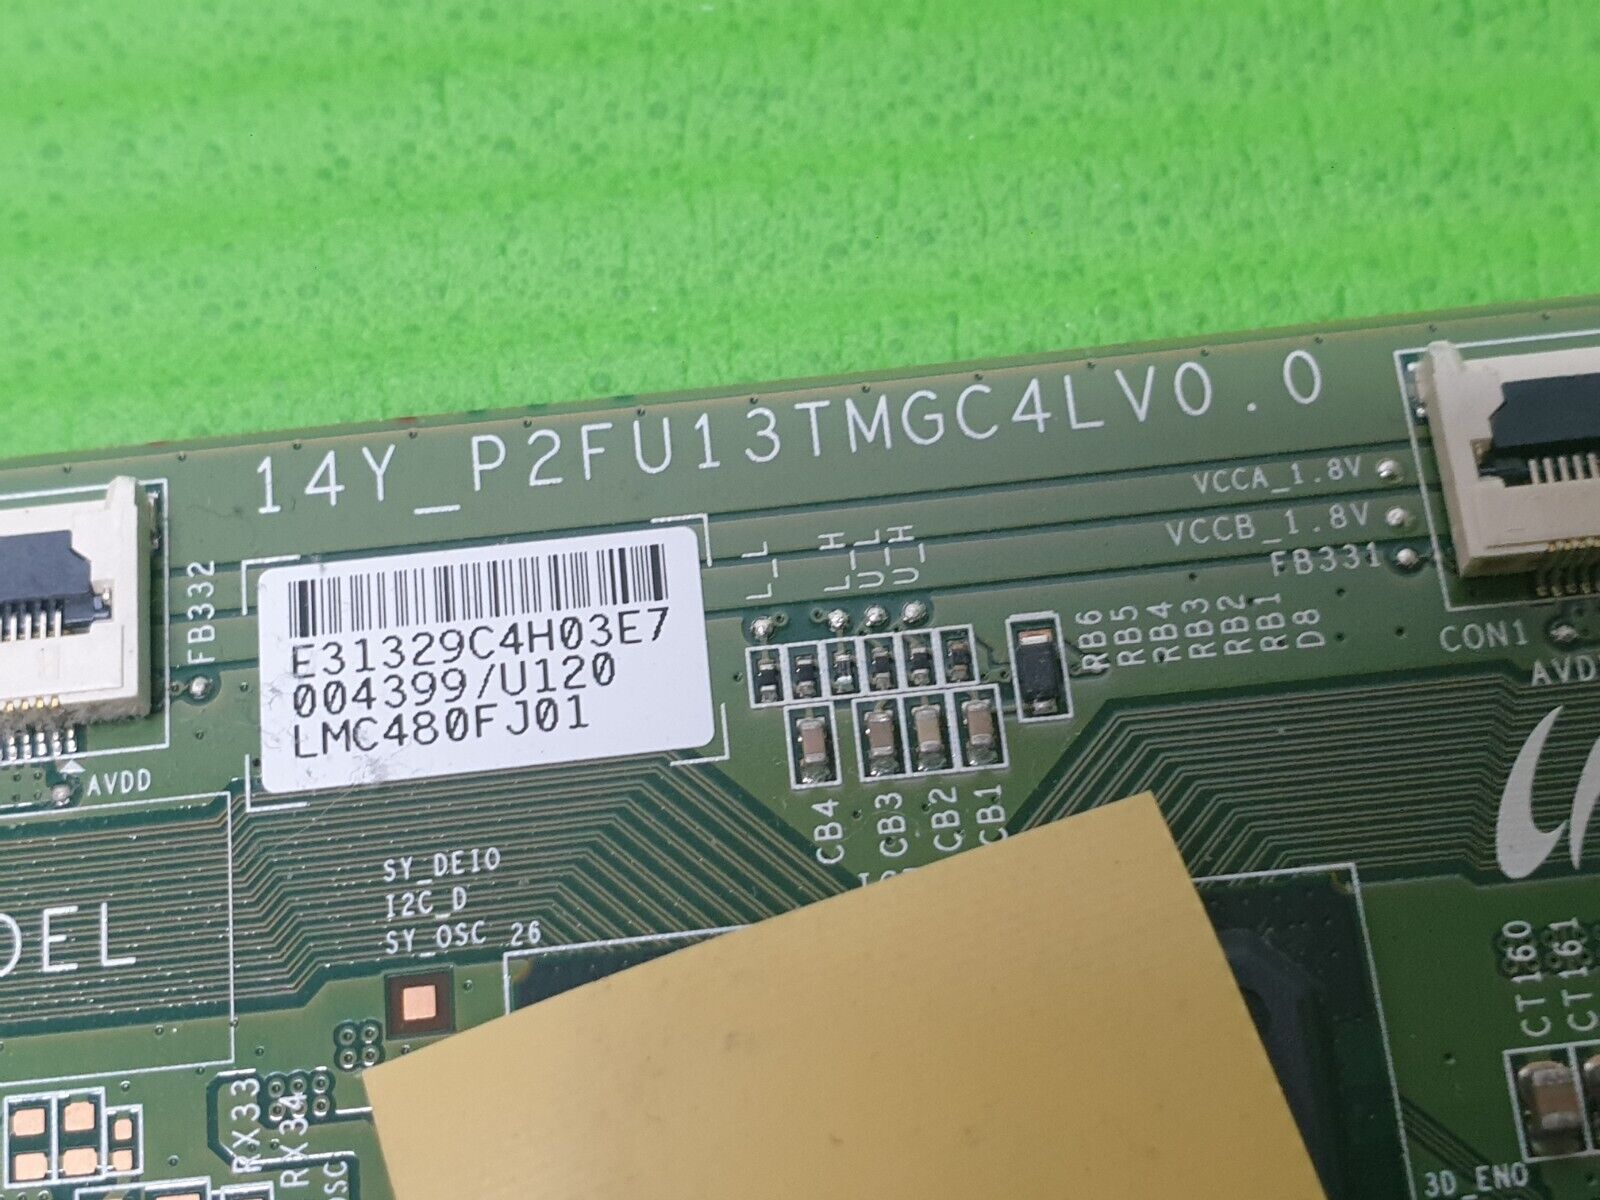 14Y_P2FU13TMGC4LV0.0
VCCA_1.8V
VCCB_1.8V
FB331
FB332
E31329C4H03E7
004399/U120
LMC480FJ01
L_L
L_H
U_L
U_H
RB6
RB5
RB4
RB3
RB2
RB1
D8
CON1
AVDD
CB4
CB3
CB2
CB1
SY_DEIO
I2C_D
SY_OSC 26
DEL
CT160
CT161
RX33
RX34
OSC
3D_EN0